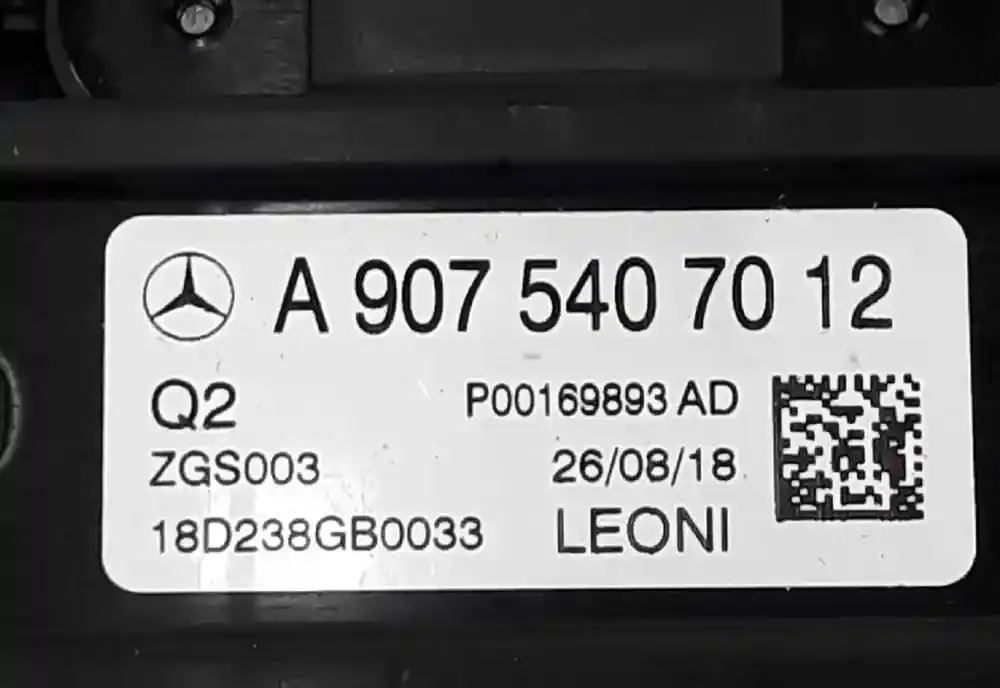 A 907 540 70 12
Q2 P00169893 AD
ZGS003 26/08/18
18D238GB0033 LEONI